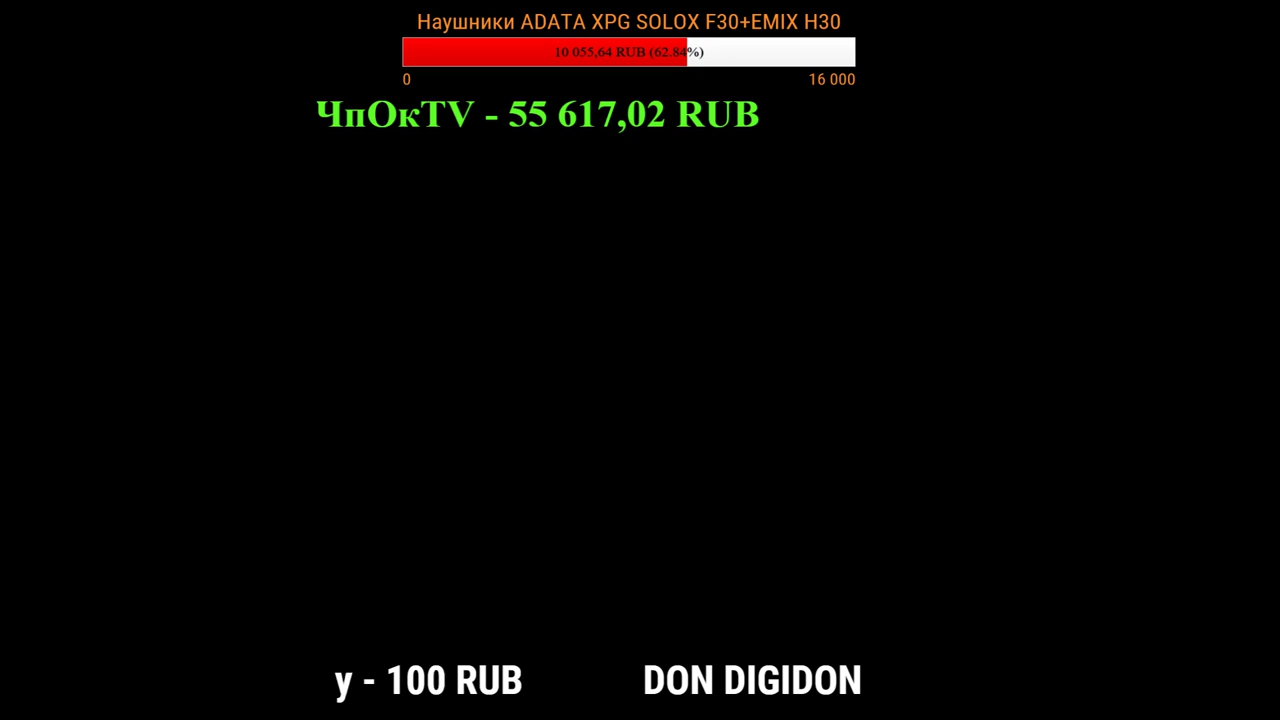 Наушники ADATA XPG SOLOX F30+EMIX H30
10 055,64 RUB (62.84%)
0 16 000
ЧпОкTV - 55 617,02 RUB
y - 100 RUB DON DIGIDON